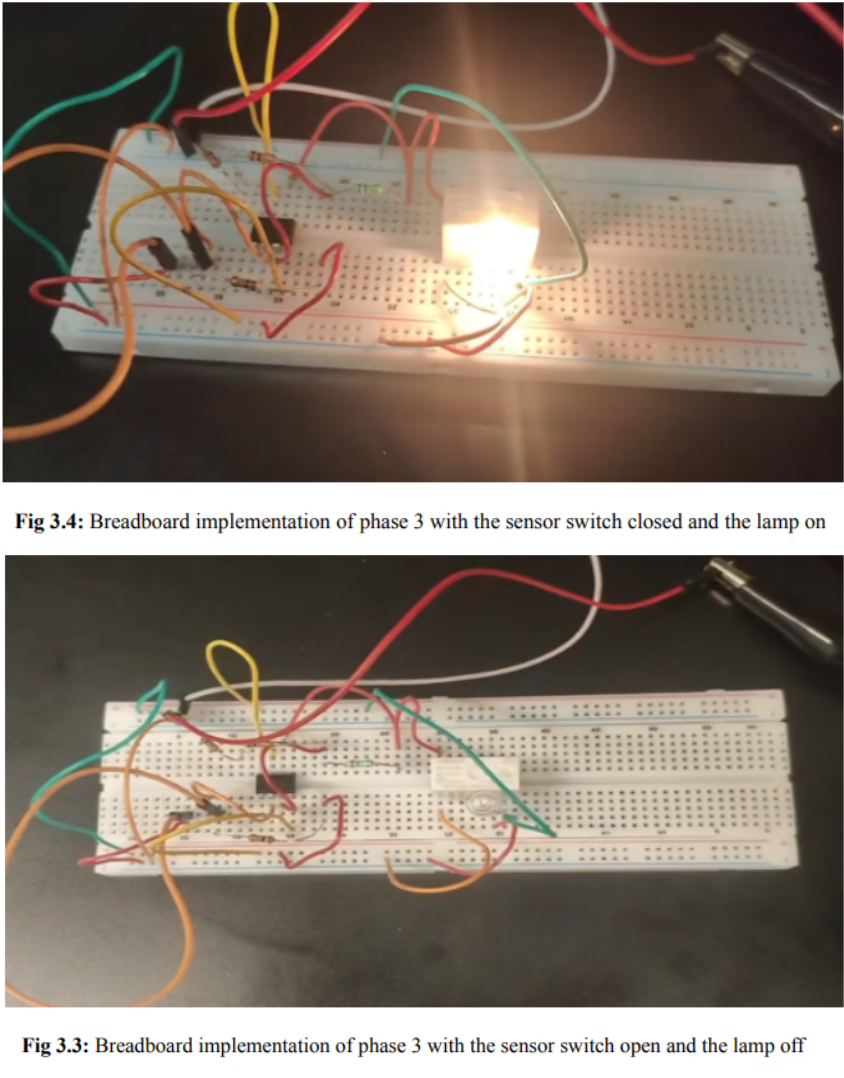 Fig 3.4: Breadboard implementation of phase 3 with the sensor switch closed and the lamp on
Fig 3.3: Breadboard implementation of phase 3 with the sensor switch open and the lamp off